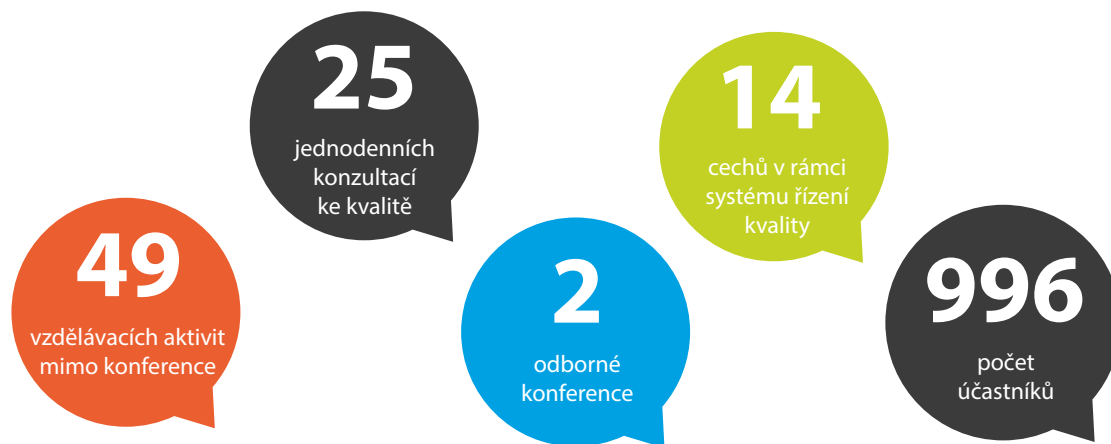 49
vzdělávacích aktivit
mimo konference
25
jednodenních
konzultací
ke kvalitě
2
odborné
konference
14
cechů v rámci
systému řízení
kvality
996
počet
účastníků